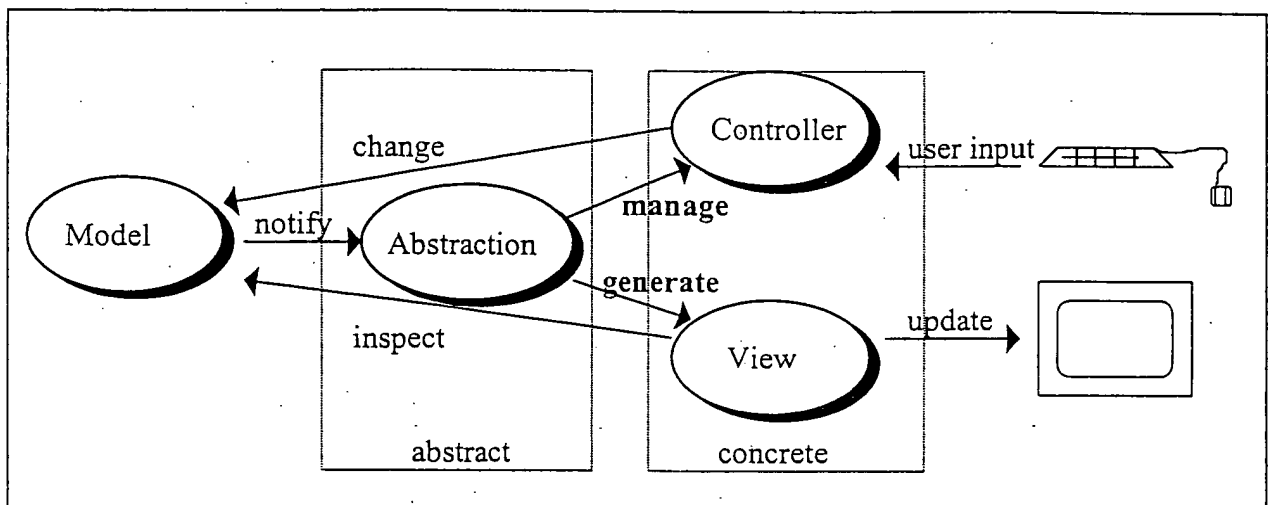 Controller
change
user input
manage
Model
notify
Abstraction
generate
update
inspect
View
abstract
concrete